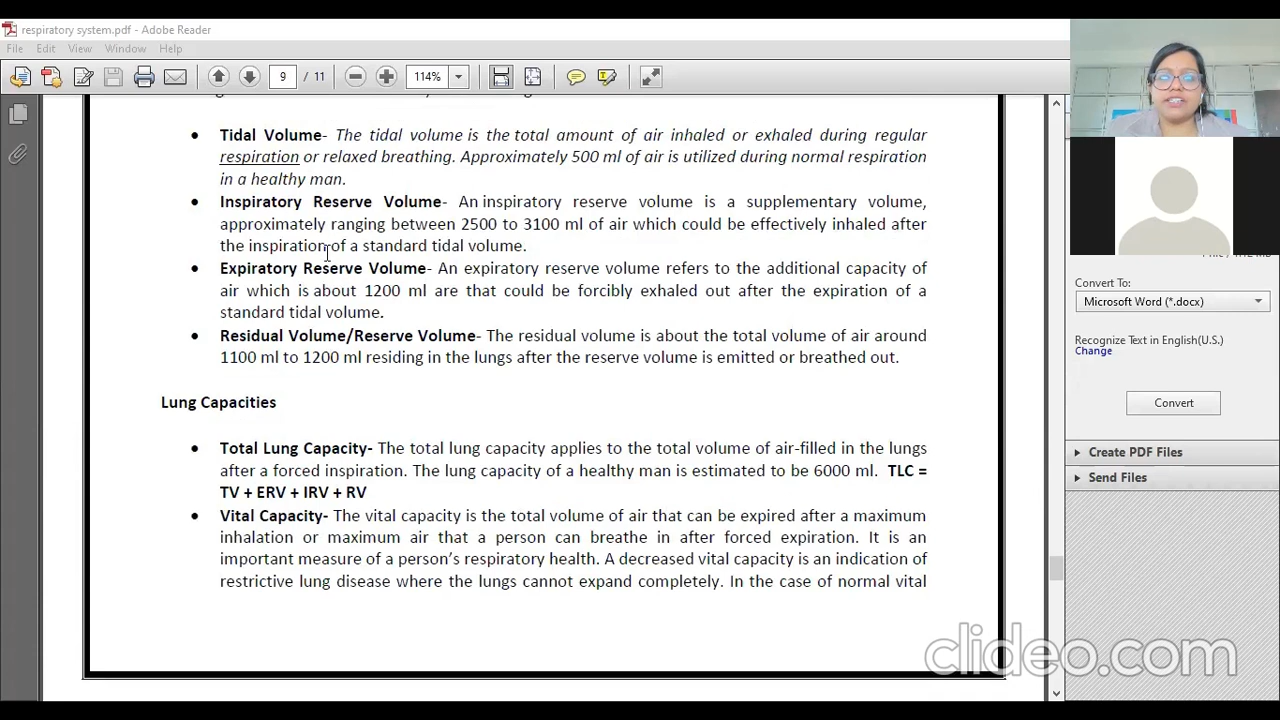 respiratory system.pdf - Adobe Reader
File Edit View Window Help
9 / 11 114%
• Tidal Volume- The tidal volume is the total amount of air inhaled or exhaled during regular
respiration or relaxed breathing. Approximately 500 ml of air is utilized during normal respiration
in a healthy man.
• Inspiratory Reserve Volume- An inspiratory reserve volume is a supplementary volume,
approximately ranging between 2500 to 3100 ml of air which could be effectively inhaled after
the inspiration of a standard tidal volume.
• Expiratory Reserve Volume- An expiratory reserve volume refers to the additional capacity of
air which is about 1200 ml are that could be forcibly exhaled out after the expiration of a
standard tidal volume.
• Residual Volume/Reserve Volume- The residual volume is about the total volume of air around
1100 ml to 1200 ml residing in the lungs after the reserve volume is emitted or breathed out.
Lung Capacities
• Total Lung Capacity- The total lung capacity applies to the total volume of air-filled in the lungs
after a forced inspiration. The lung capacity of a healthy man is estimated to be 6000 ml. TLC =
TV + ERV + IRV + RV
• Vital Capacity- The vital capacity is the total volume of air that can be expired after a maximum
inhalation or maximum air that a person can breathe in after forced expiration. It is an
important measure of a person's respiratory health. A decreased vital capacity is an indication of
restrictive lung disease where the lungs cannot expand completely. In the case of normal vital
Convert To:
Microsoft Word (*.docx)
Recognize Text in English(U.S.)
Change
Convert
Create PDF Files
Send Files
clideo.com